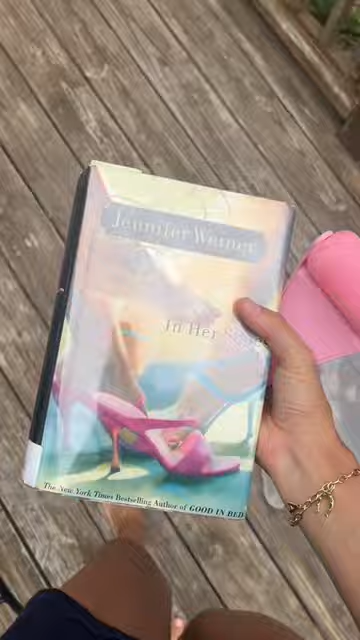 Jennifer Weiner
In Her
The New York Times Bestselling Author of GOOD IN BED